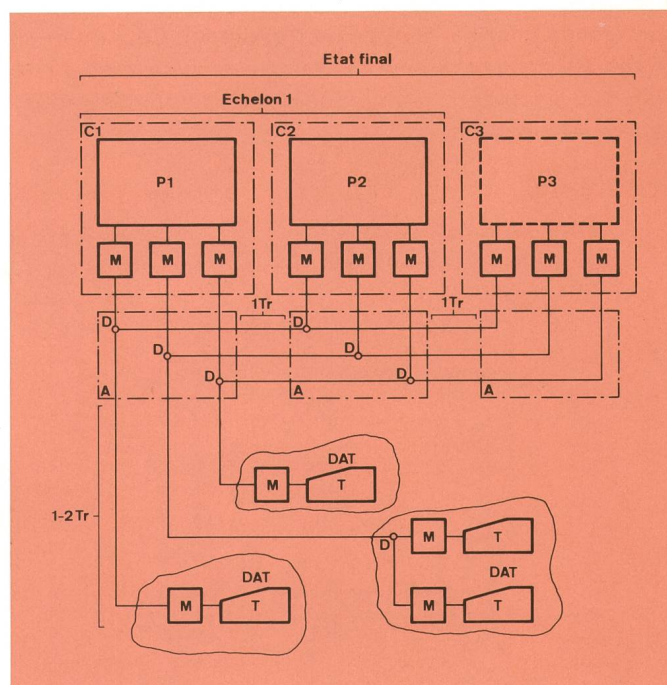 Etat final
Echelon 1
C1
C2
C3
P1
P2
P3
M M M M M M M M M
1Tr
1Tr
D
D
D
D
D
D
A
A
A
DAT
M
T
1-2 Tr
D
M
T
DAT
M
T
DAT
M
T